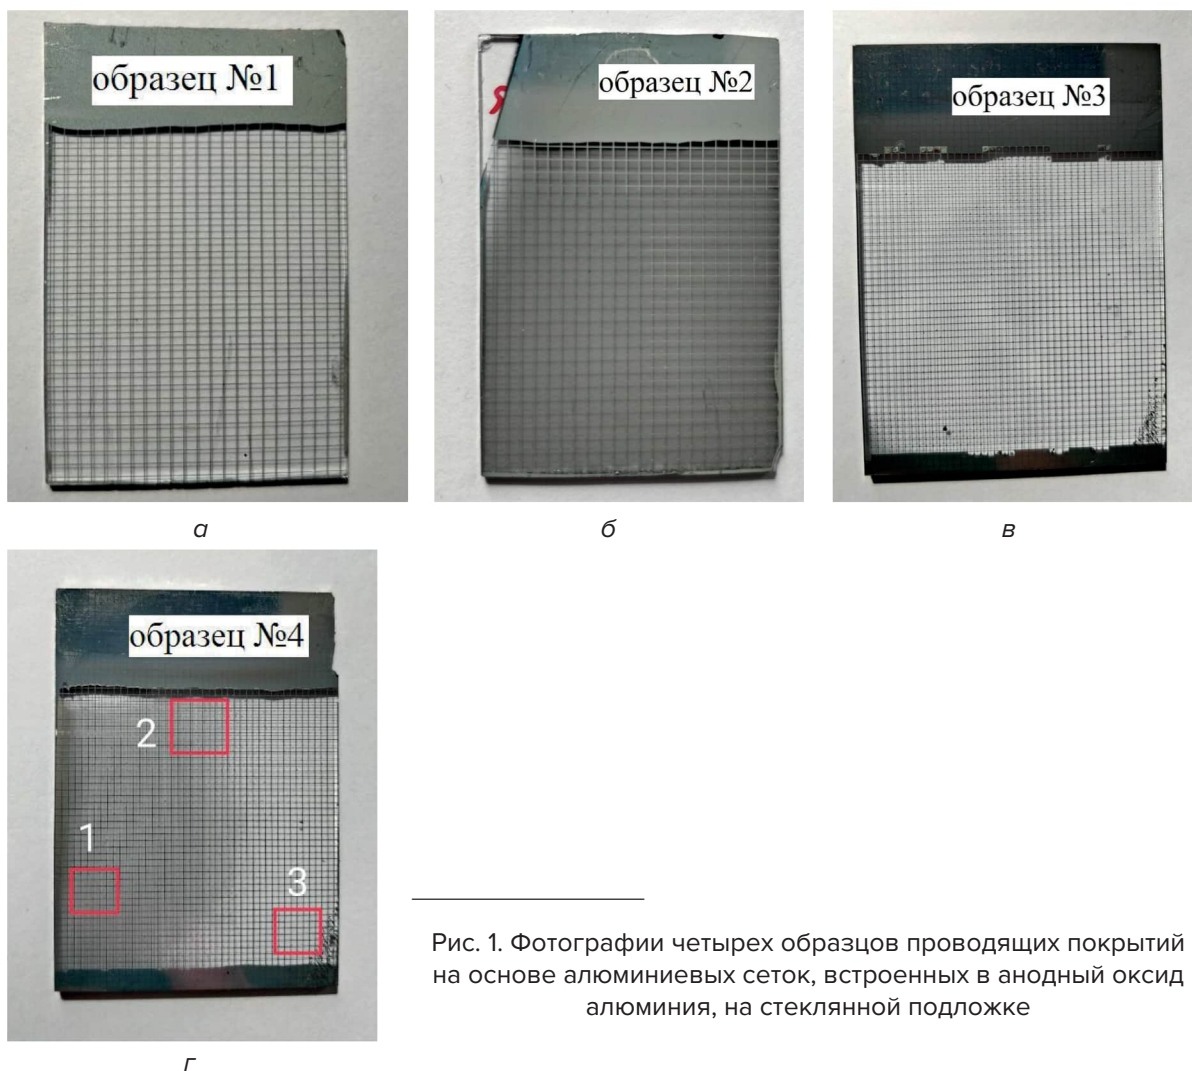 образец №1
образец №2
образец №3
а
б
в
образец №4
2
1
3
Рис. 1. Фотографии четырех образцов проводящих покрытий
на основе алюминиевых сеток, встроенных в анодный оксид
алюминия, на стеклянной подложке
г